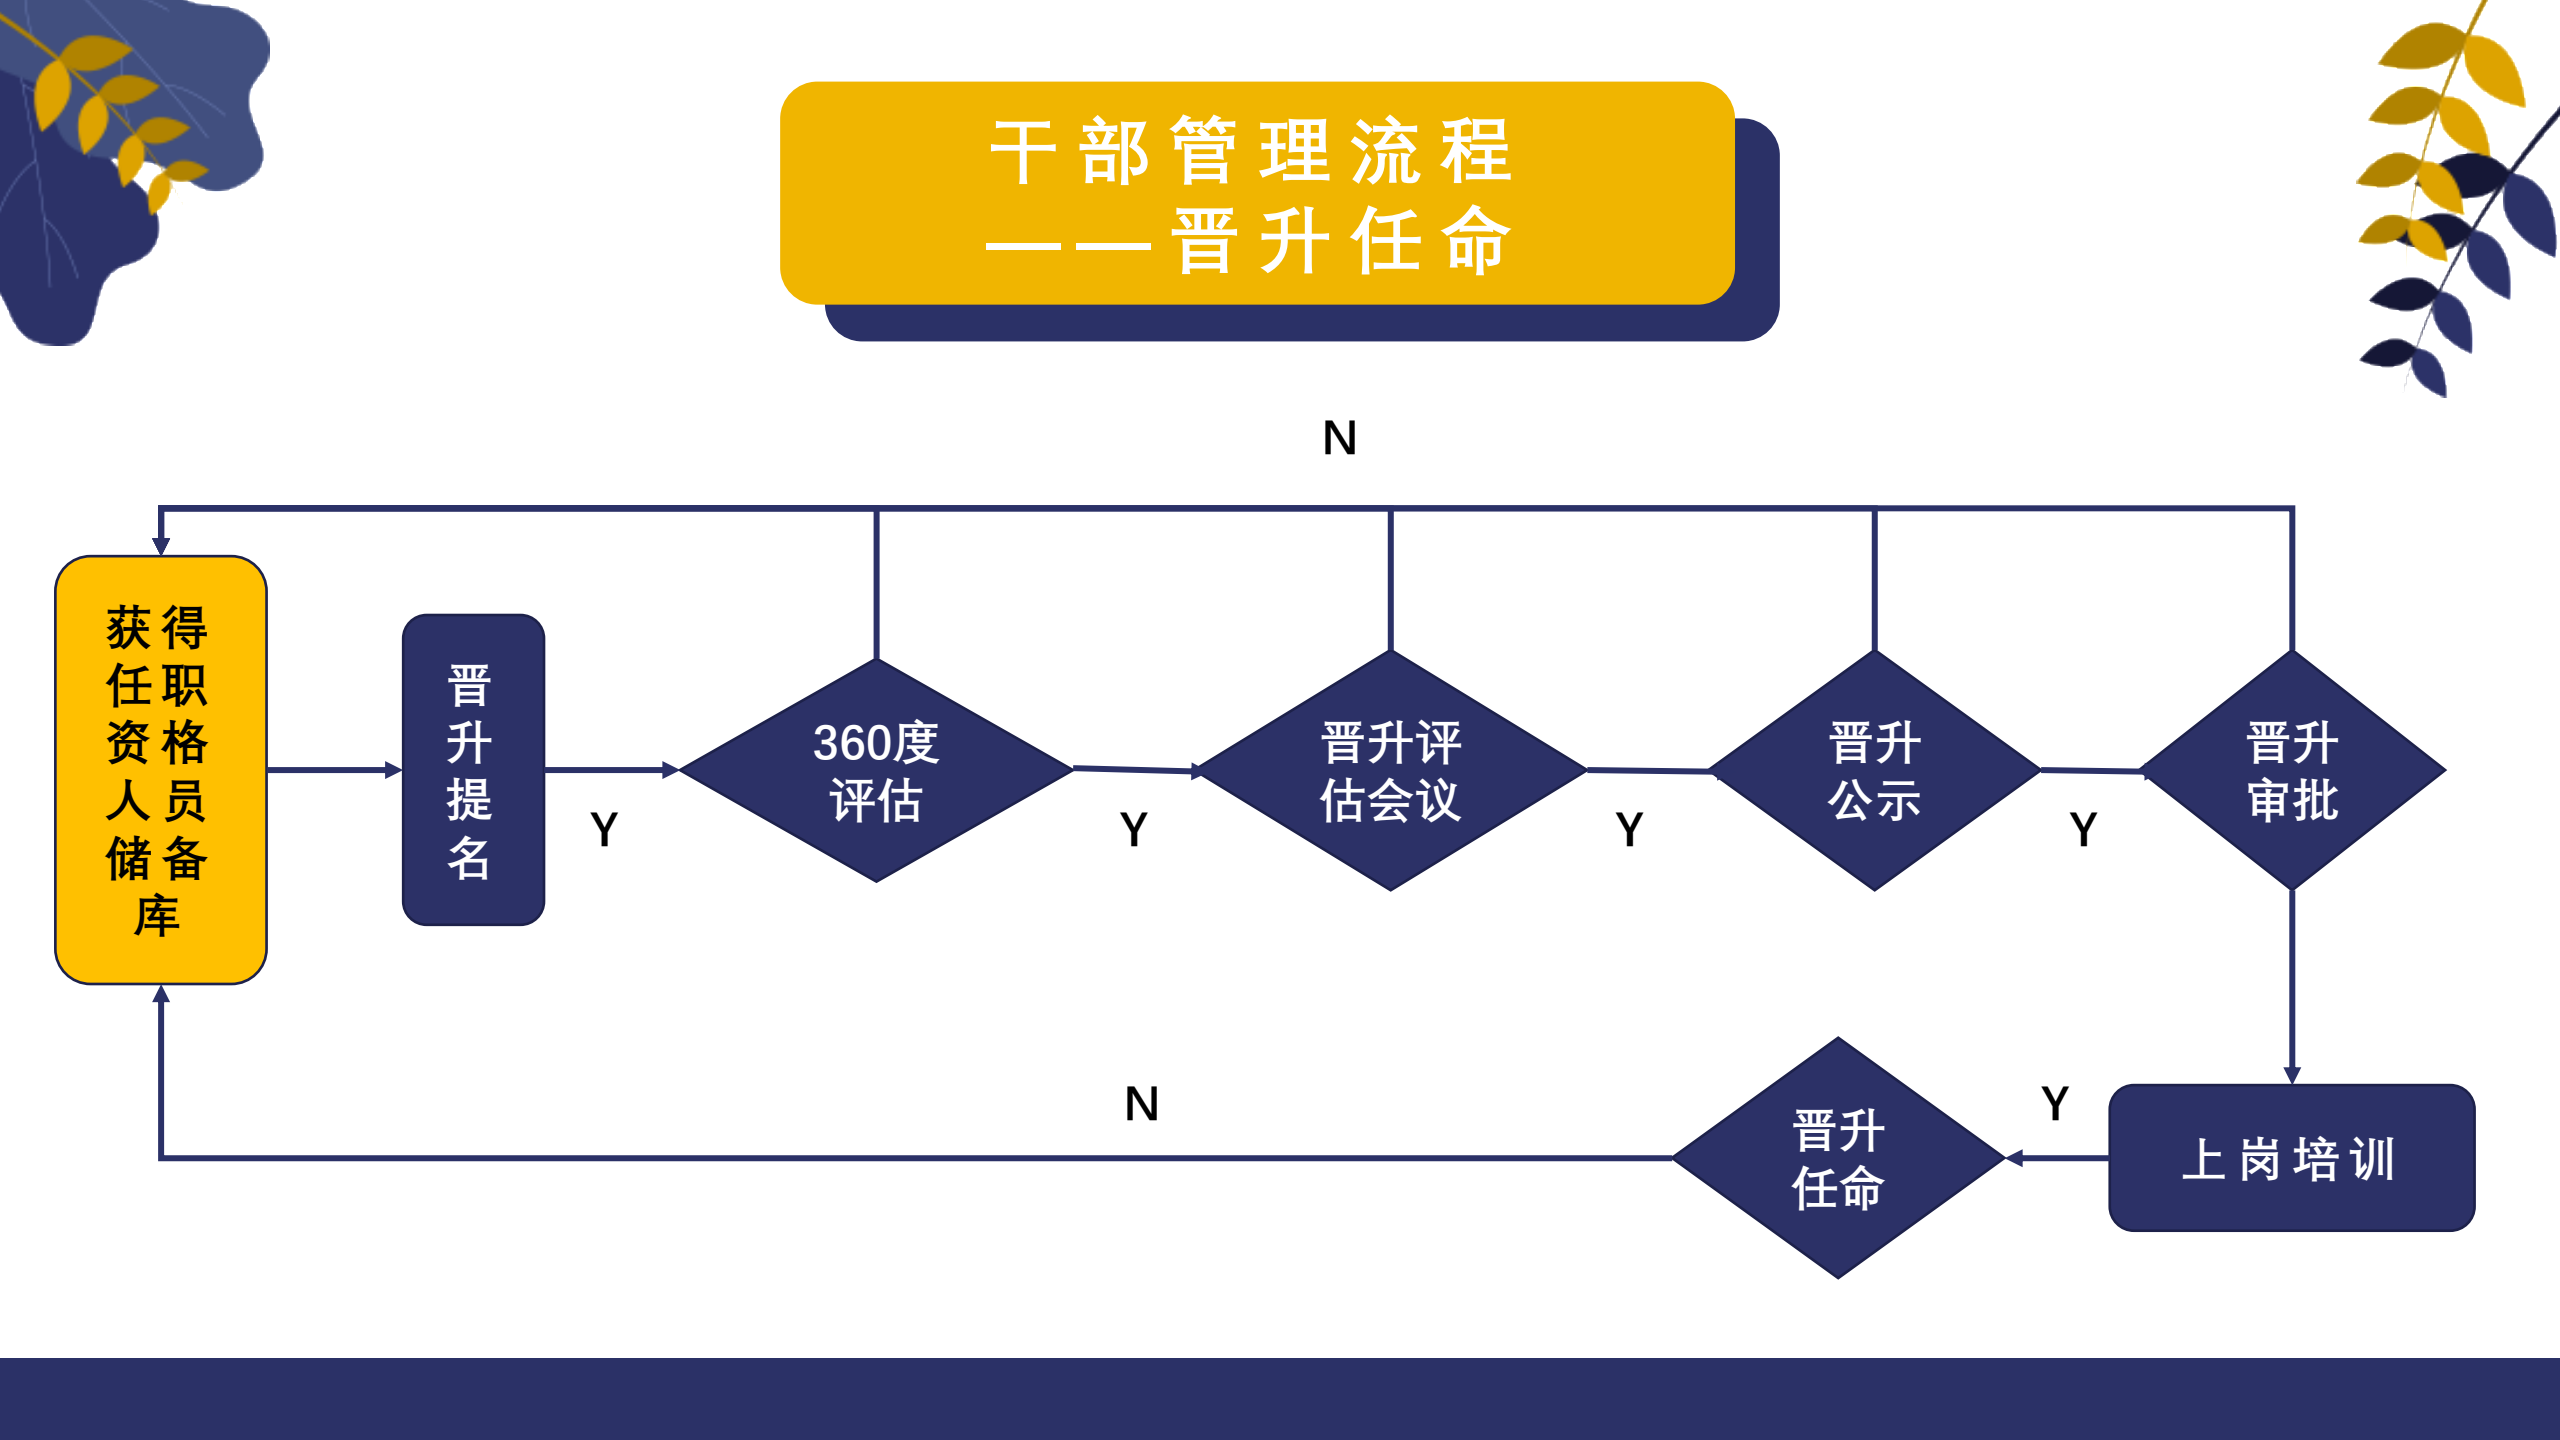 干部管理流程
——晋升任命
N
获得
任职
资格
人员
储备
库
晋
升
提
名
Y
360度
评估
Y
晋升评
估会议
Y
晋升
公示
Y
晋升
审批
N
晋升
任命
Y
上岗培训